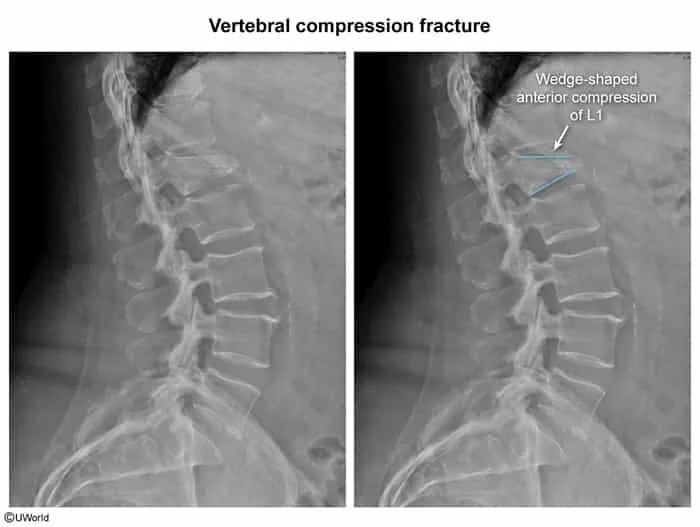 Vertebral compression fracture
Wedge-shaped
anterior compression
of L1
©UWorld